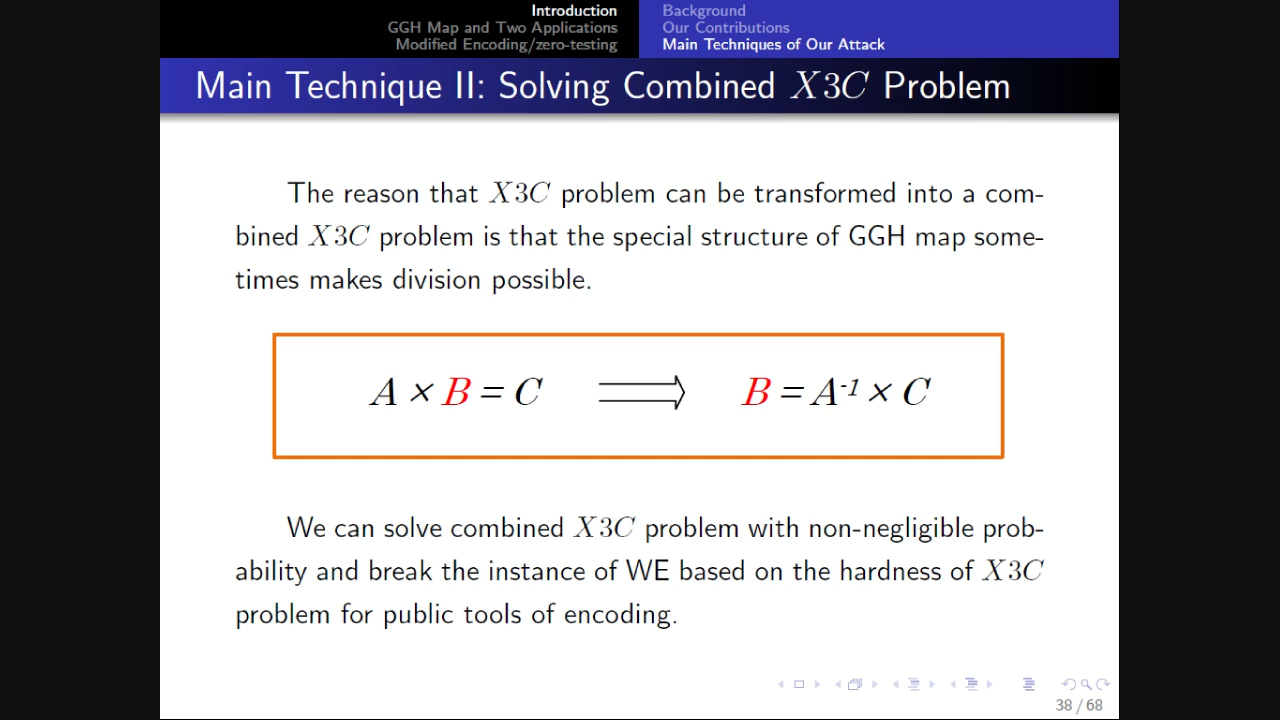 Introduction
GGH Map and Two Applications
Modified Encoding/zero-testing
Background
Our Contributions
Main Techniques of Our Attack
Main Technique II: Solving Combined X3C Problem
The reason that X3C problem can be transformed into a com-
bined X3C problem is that the special structure of GGH map some-
times makes division possible.
A × B = C ⟹ B = A⁻¹ × C
We can solve combined X3C problem with non-negligible prob-
ability and break the instance of WE based on the hardness of X3C
problem for public tools of encoding.
38 / 68